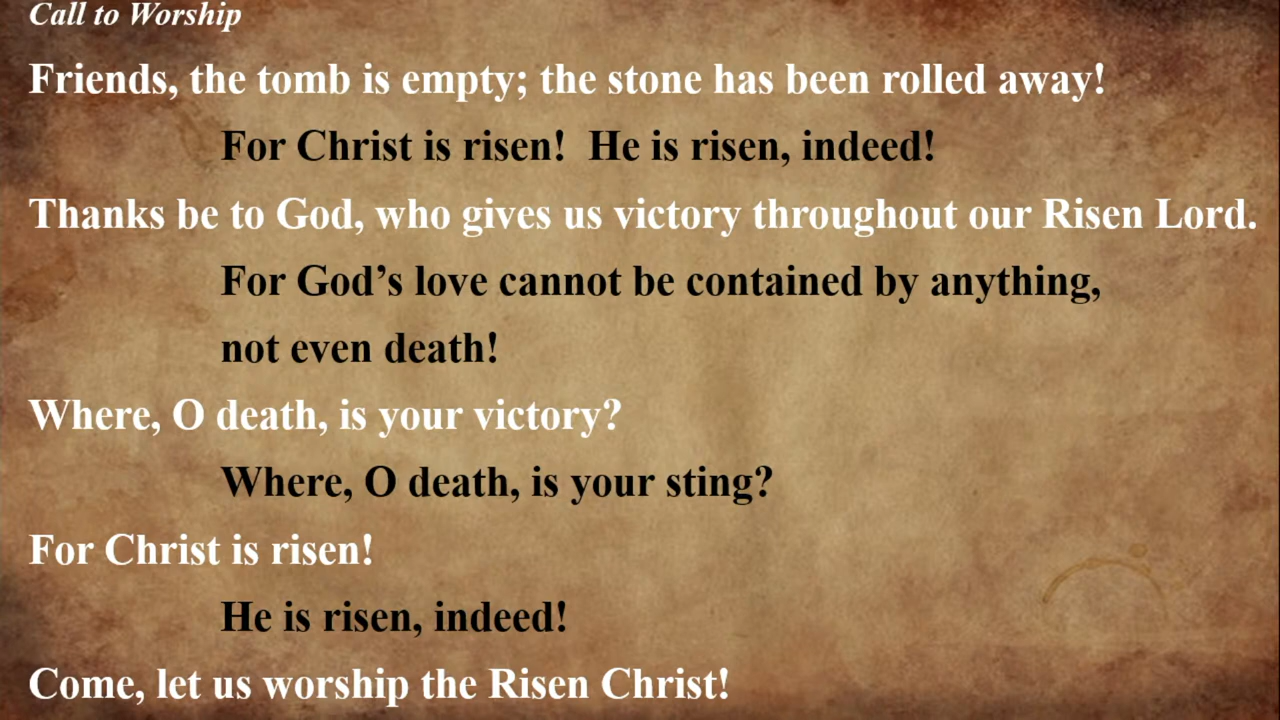 Call to Worship
Friends, the tomb is empty; the stone has been rolled away!
For Christ is risen!  He is risen, indeed!
Thanks be to God, who gives us victory throughout our Risen Lord.
For God’s love cannot be contained by anything,
not even death!
Where, O death, is your victory?
Where, O death, is your sting?
For Christ is risen!
He is risen, indeed!
Come, let us worship the Risen Christ!